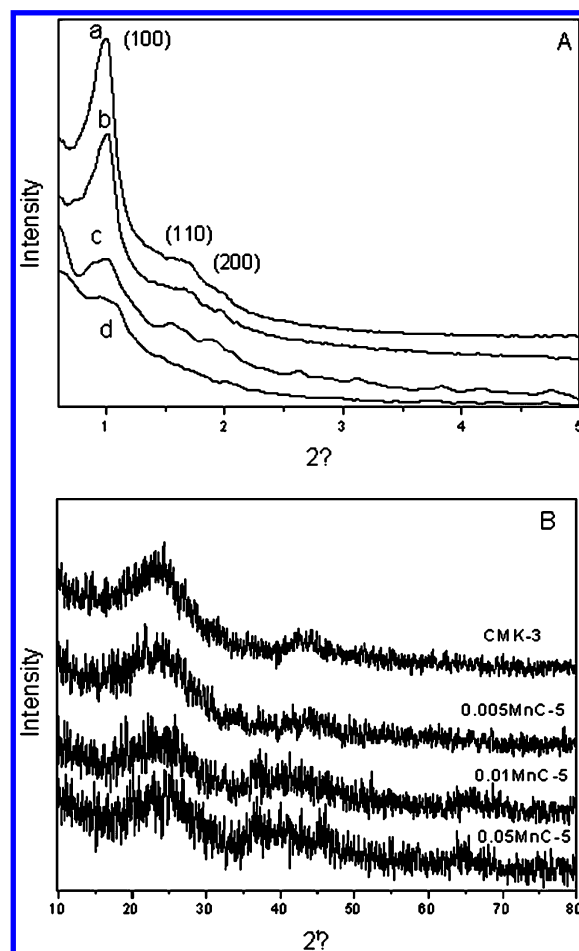 A
a
(100)
b
(110)
c
(200)
d
Intensity
1
2
3
4
5
2?
B
CMK-3
0.005MnC-5
0.01MnC-5
0.05MnC-5
Intensity
10
20
30
40
50
60
70
80
2?